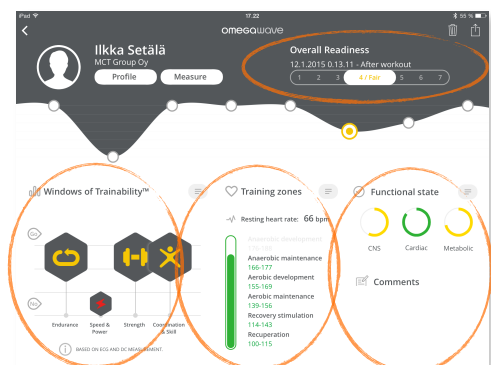 iPad
17.22
55 %
omegawave
Ilkka Setälä
MCT Group Oy
Profile
Measure
Overall Readiness
12.1.2015 0.13.11 - After workout
1 2 3 4 / Fair 5 6 7
Windows of Trainability™
Go
No
Endurance
Speed & Power
Strength
Coordination & Skill
BASED ON ECG AND DC MEASUREMENT.
Training zones
Resting heart rate: 66 bpm
Anaerobic development
Anaerobic maintenance
166-177
Aerobic development
155-169
Aerobic maintenance
139-156
Recovery stimulation
114-143
Recuperation
100-115
Functional state
CNS
Cardiac
Metabolic
Comments